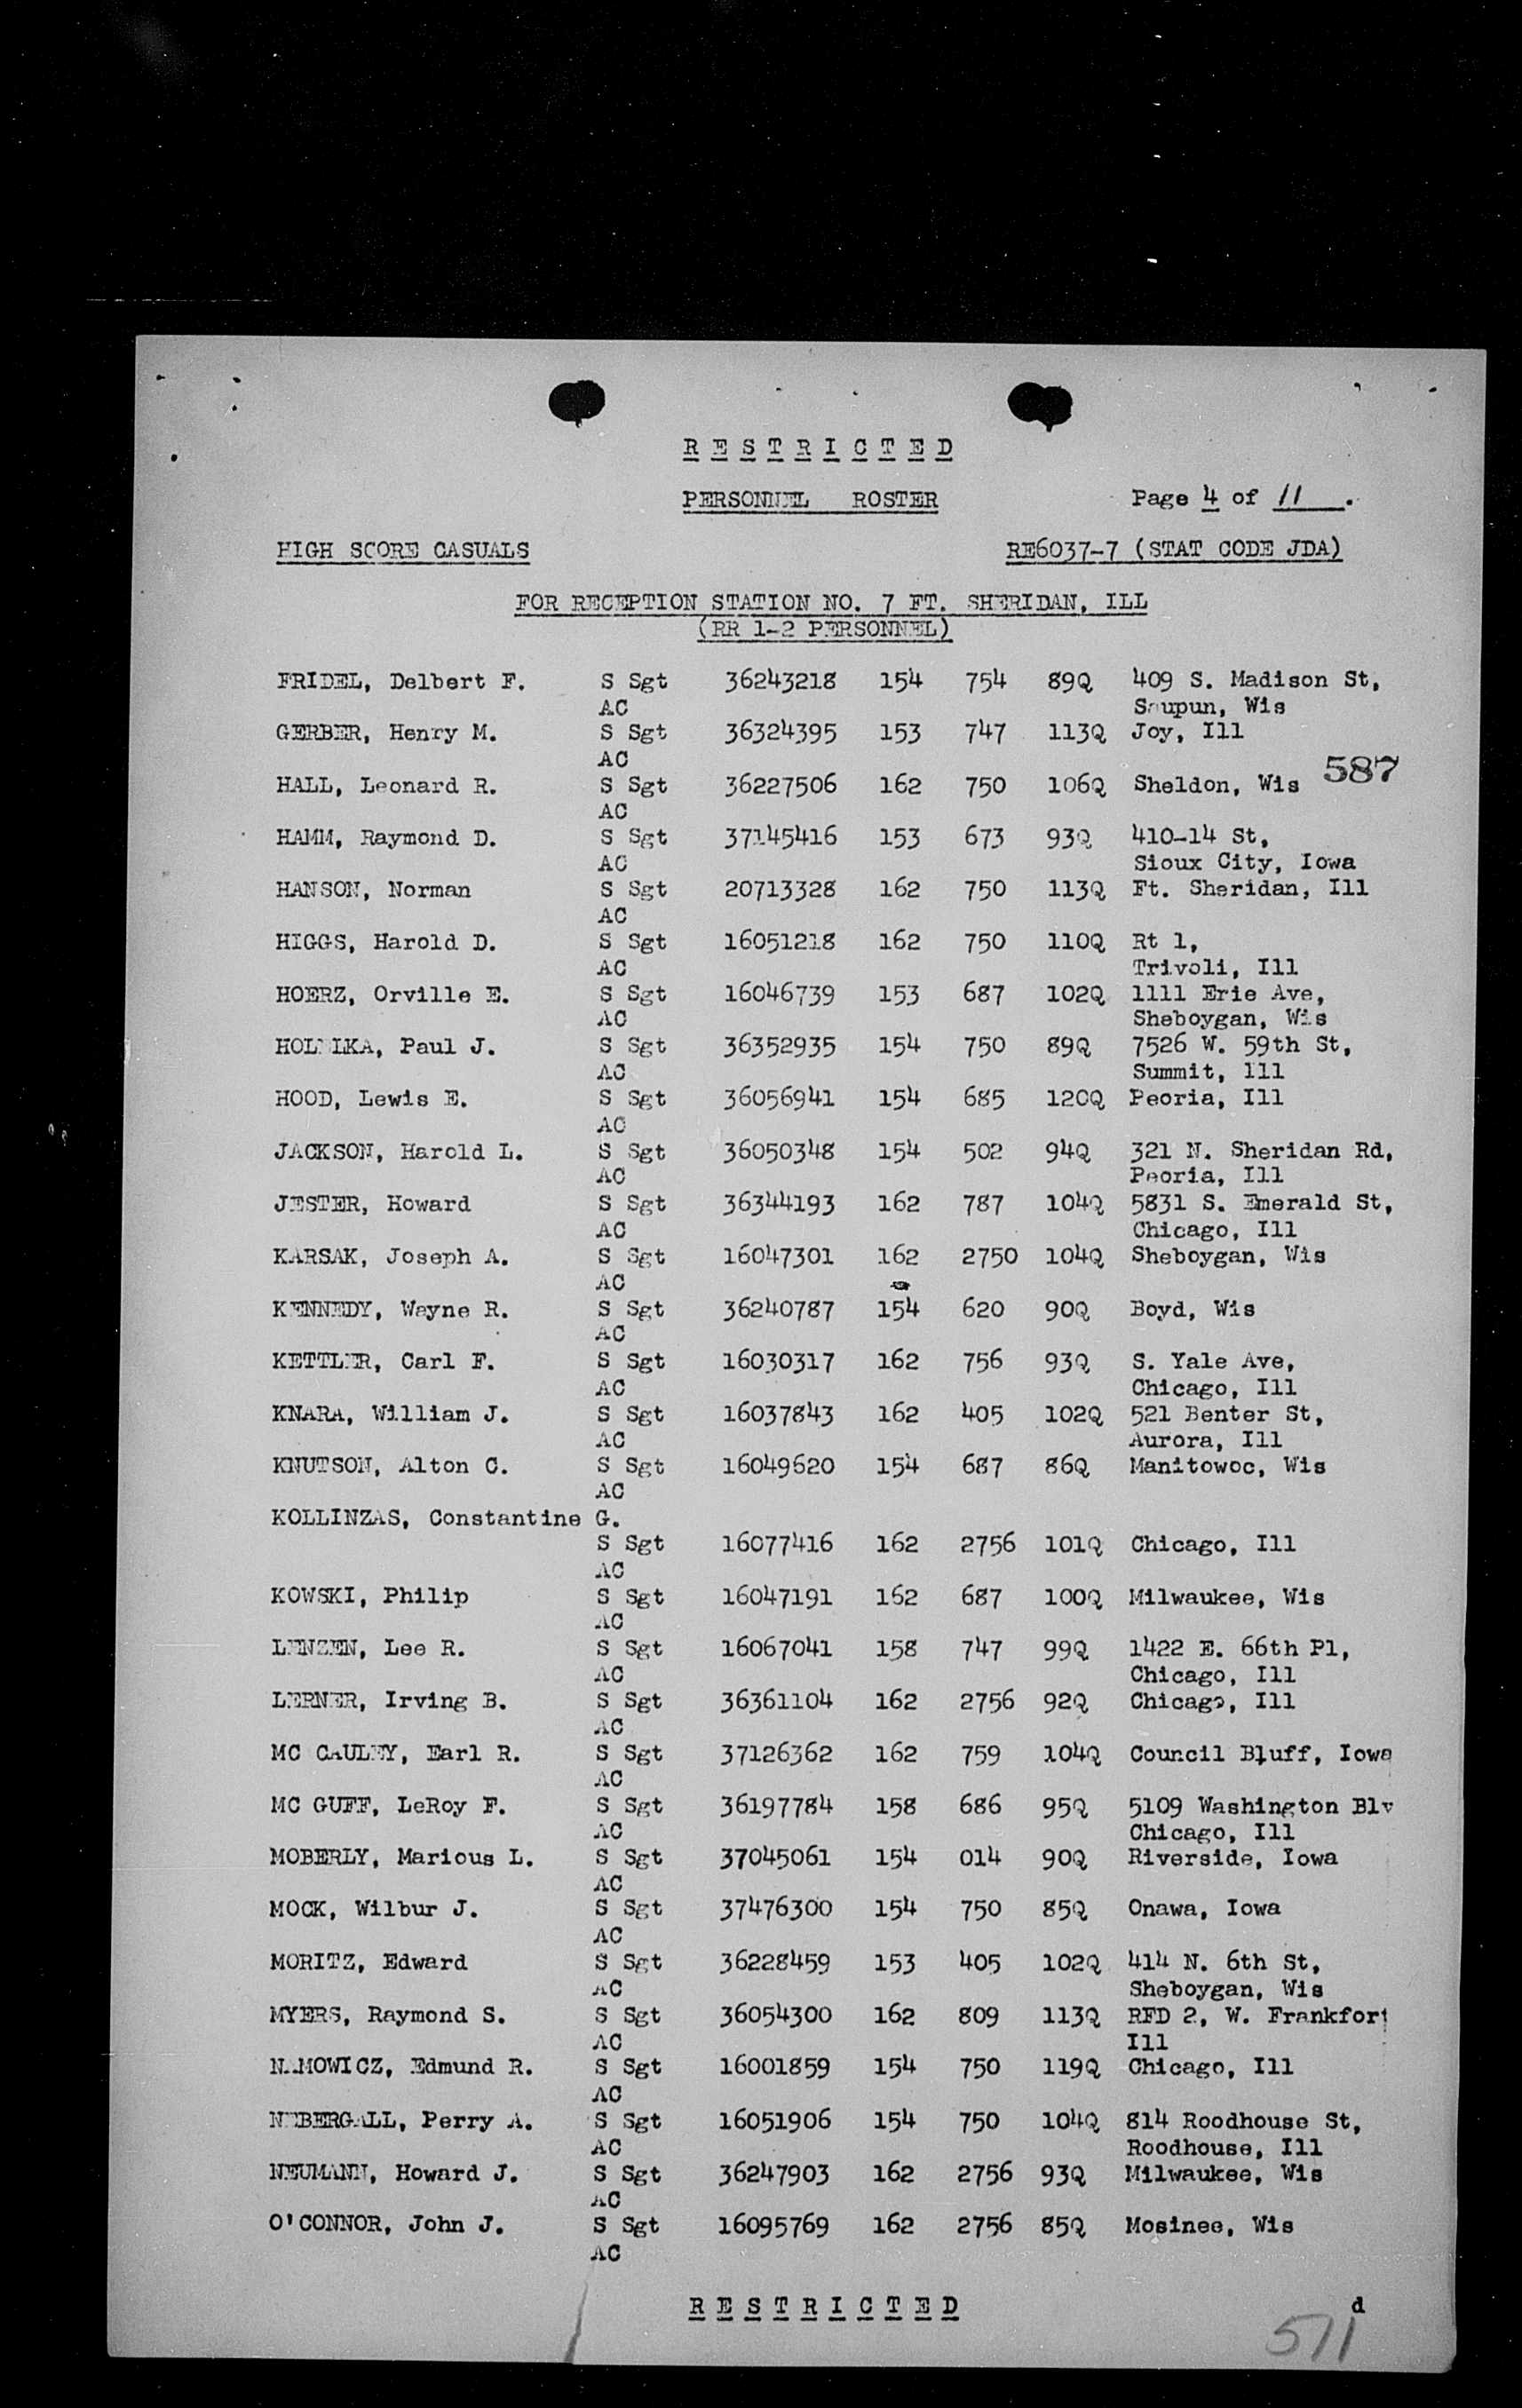 RESTRICTED
PERSONNEL ROSTER Page 4 of 11.
HIGH SCORE CASUALS RE6037-7 (STAT CODE JDA)
FOR RECEPTION STATION NO. 7 FT. SHERIDAN, ILL
(RR 1-2 PERSONNEL)
FRIDEL, Delbert F. S Sgt 36243218 154 754 89Q 409 S. Madison St,
AC Saupun, Wis
GERBER, Henry M. S Sgt 36324395 153 747 113Q Joy, Ill
AC 587
HALL, Leonard R. S Sgt 36227506 162 750 106Q Sheldon, Wis
AC
HAMM, Raymond D. S Sgt 37145416 153 673 93Q 410-14 St,
AC Sioux City, Iowa
HANSON, Norman S Sgt 20713328 162 750 113Q Ft. Sheridan, Ill
AC
HIGGS, Harold D. S Sgt 16051218 162 750 110Q Rt 1,
AC Trivoli, Ill
HOERZ, Orville E. S Sgt 16046739 153 687 102Q 1111 Erie Ave,
AC Sheboygan, Wis
Paul J. S Sgt 36352935 154 750 89Q 7526 W. 59th St,
AC Summit, Ill
HOOD, Lewis E. S Sgt 36056941 154 685 120Q Peoria, Ill
AC
JACKSON, Harold L. S Sgt 36050348 154 502 94Q 321 N. Sheridan Rd,
AC Peoria, Ill
JESTER, Howard S Sgt 36344193 162 787 104Q 5831 S. Emerald St,
AC Chicago, Ill
KARSAK, Joseph A. S Sgt 16047301 162 2750 104Q Sheboygan, Wis
AC
KENNEDY, Wayne R. S Sgt 36240787 154 620 90Q Boyd, Wis
AC
KETTLER, Carl F. S Sgt 16030317 162 756 93Q S. Yale Ave,
AC Chicago, Ill
KNARA, William J. S Sgt 16037843 162 405 102Q 521 Benter St,
AC Aurora, Ill
KNUTSON, Alton C. S Sgt 16049620 154 687 86Q Manitowoc, Wis
AC
KOLLINZAS, Constantine G.
S Sgt 16077416 162 2756 101Q Chicago, Ill
AC
KOWSKI, Philip S Sgt 16047191 162 687 100Q Milwaukee, Wis
AC
LENZEN, Lee R. S Sgt 16067041 158 747 99Q 1422 E. 66th Pl,
AC Chicago, Ill
LERNER, Irving B. S Sgt 36361104 162 2756 92Q Chicago, Ill
AC
MC CAULEY, Earl R. S Sgt 37126362 162 759 104Q Council Bluff, Iowa
AC
MC GUFF, LeRoy F. S Sgt 36197784 158 686 95Q 5109 Washington Blv
AC Chicago, Ill
MOBERLY, Marious L. S Sgt 37045061 154 014 90Q Riverside, Iowa
AC
MOCK, Wilbur J. S Sgt 37476300 154 750 85Q Onawa, Iowa
AC
MORITZ, Edward S Sgt 36228459 153 405 102Q 414 N. 6th St,
AC Sheboygan, Wis
MYERS, Raymond S. S Sgt 36054300 162 809 113Q RFD 2, W. Frankfort
AC Ill
Edmund R. S Sgt 16001859 154 750 119Q Chicago, Ill
AC
NEBERGALL, Perry A. S Sgt 16051906 154 750 104Q 814 Roodhouse St,
AC Roodhouse, Ill
NEUMANN, Howard J. S Sgt 36247903 162 2756 93Q Milwaukee, Wis
AC
O'CONNOR, John J. S Sgt 16095769 162 2756 85Q Mosinee, Wis
AC
RESTRICTED d
511